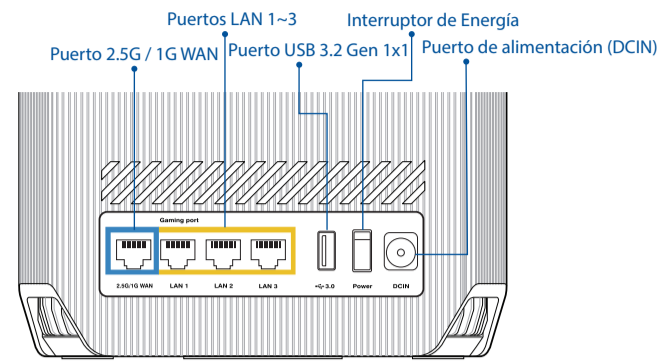 Puertos LAN 1~3
Interruptor de Energía
Puerto 2.5G / 1G WAN
Puerto USB 3.2 Gen 1x1
Puerto de alimentación (DCIN)
Gaming port
2.5G/1G WAN
LAN 1
LAN 2
LAN 3
3.0
Power
DCIN